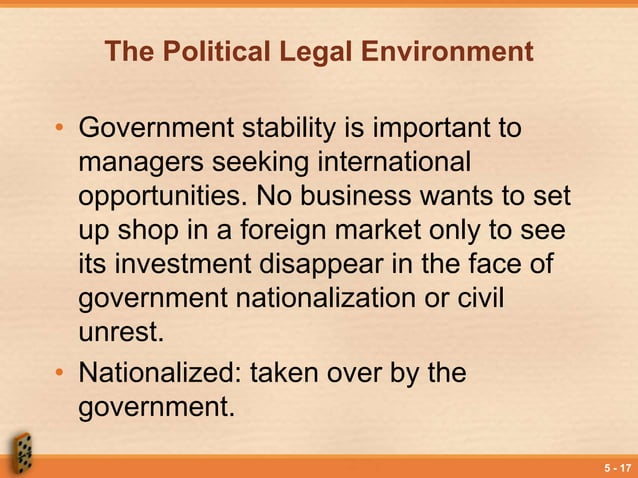 The Political Legal Environment
• Government stability is important to
managers seeking international
opportunities. No business wants to set
up shop in a foreign market only to see
its investment disappear in the face of
government nationalization or civil
unrest.
• Nationalized: taken over by the
government.
5 - 17